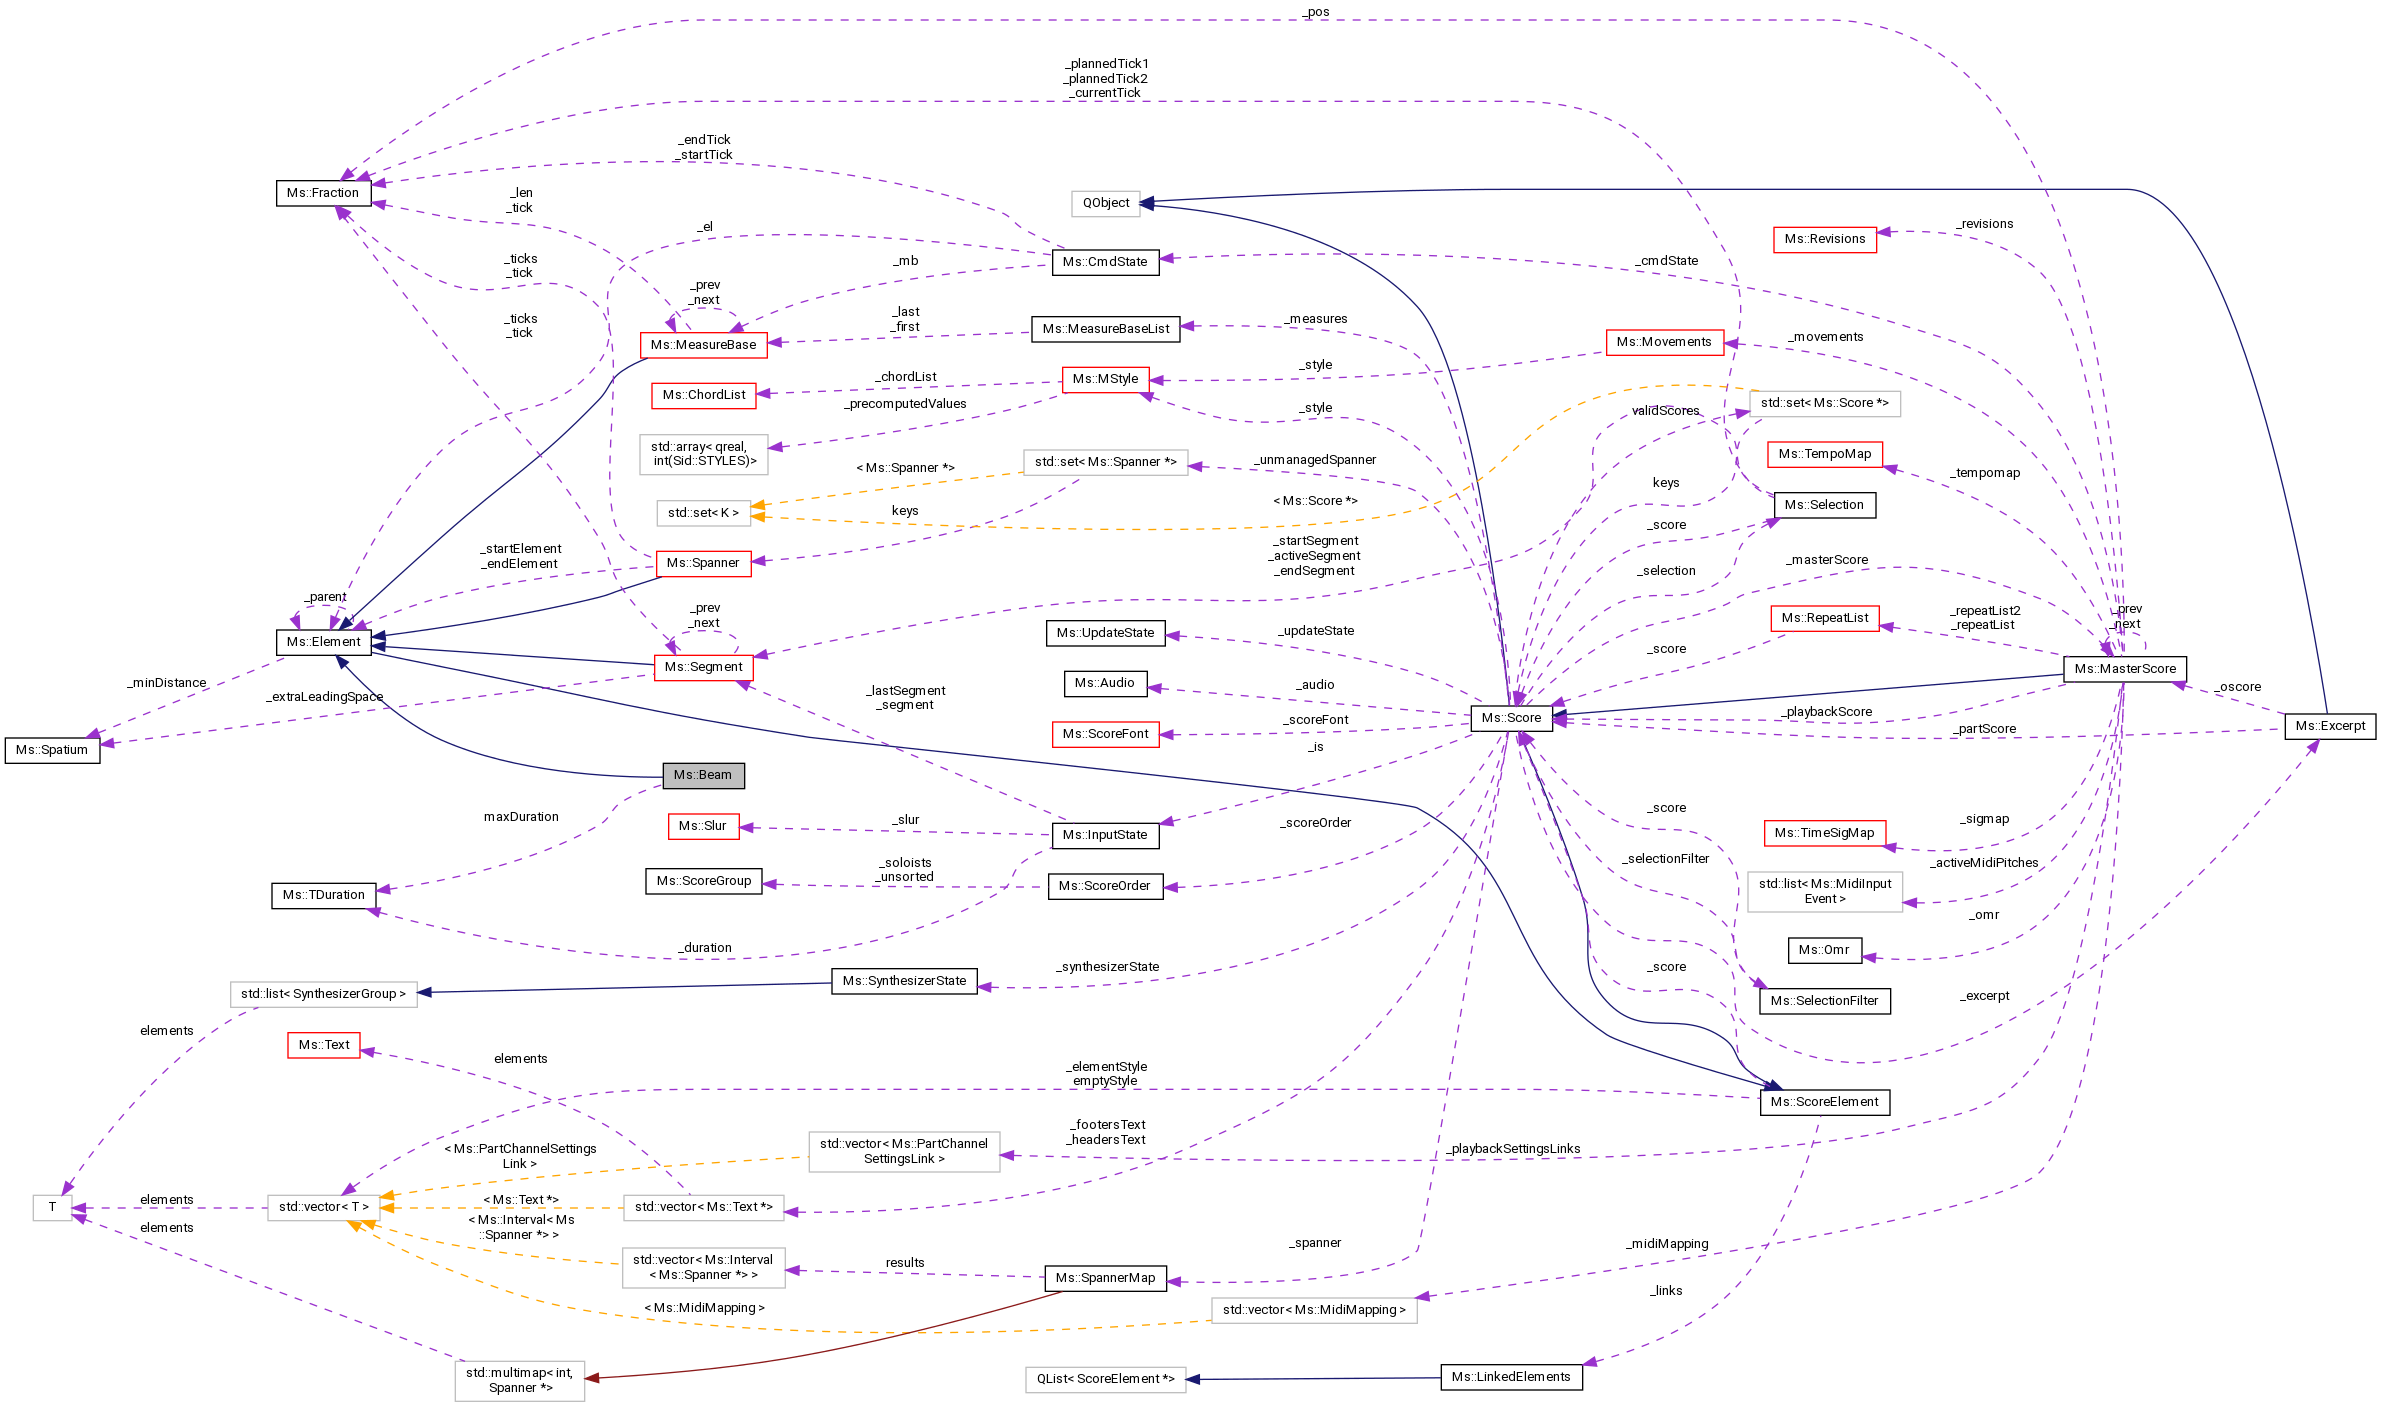 _pos
_plannedTick1
_plannedTick2
_currentTick
_endTick
_startTick
Ms::Fraction
_len
_tick
QObject
_el
_revisions
Ms::Revisions
_ticks
_tick
_mb
Ms::CmdState
_cmdState
_prev
_next
_ticks
_tick
_last
_first
Ms::MeasureBaseList
_measures
Ms::MeasureBase
Ms::Movements
_movements
_style
_chordList
Ms::MStyle
Ms::ChordList
_precomputedValues
_style
validScores
std::set< Ms::Score *>
std::array< qreal,
int(Sid::STYLES)>
Ms::TempoMap
_tempomap
< Ms::Spanner *>
std::set< Ms::Spanner *>
_unmanagedSpanner
keys
< Ms::Score *>
std::set< K >
keys
Ms::Selection
_score
_startElement
_endElement
Ms::Spanner
_startSegment
_activeSegment
_endSegment
_selection
_masterScore
_parent
_prev
_next
_repeatList2
_repeatList
_prev
_next
Ms::RepeatList
Ms::Element
Ms::UpdateState
_updateState
_score
Ms::Segment
Ms::MasterScore
_minDistance
_extraLeadingSpace
_lastSegment
_segment
Ms::Audio
_audio
_oscore
Ms::Score
_playbackScore
_scoreFont
Ms::ScoreFont
_partScore
Ms::Excerpt
Ms::Spatium
_is
Ms::Beam
maxDuration
_slur
Ms::Slur
Ms::InputState
_scoreOrder
_score
_sigmap
Ms::TimeSigMap
_soloists
_unsorted
Ms::ScoreGroup
Ms::ScoreOrder
_selectionFilter
_activeMidiPitches
Ms::TDuration
std::list< Ms::MidiInput
Event >
_omr
_duration
Ms::Omr
_synthesizerState
_score
Ms::SynthesizerState
std::list< SynthesizerGroup >
Ms::SelectionFilter
_excerpt
elements
Ms::Text
elements
_elementStyle
emptyStyle
Ms::ScoreElement
_footersText
_headersText
std::vector< Ms::PartChannel
SettingsLink >
< Ms::PartChannelSettings
Link >
_playbackSettingsLinks
elements
< Ms::Text *>
T
std::vector< T >
std::vector< Ms::Text *>
elements
< Ms::Interval< Ms
::Spanner *> >
_spanner
_midiMapping
std::vector< Ms::Interval
< Ms::Spanner *> >
results
Ms::SpannerMap
_links
< Ms::MidiMapping >
std::vector< Ms::MidiMapping >
std::multimap< int,
Spanner *>
QList< ScoreElement *>
Ms::LinkedElements